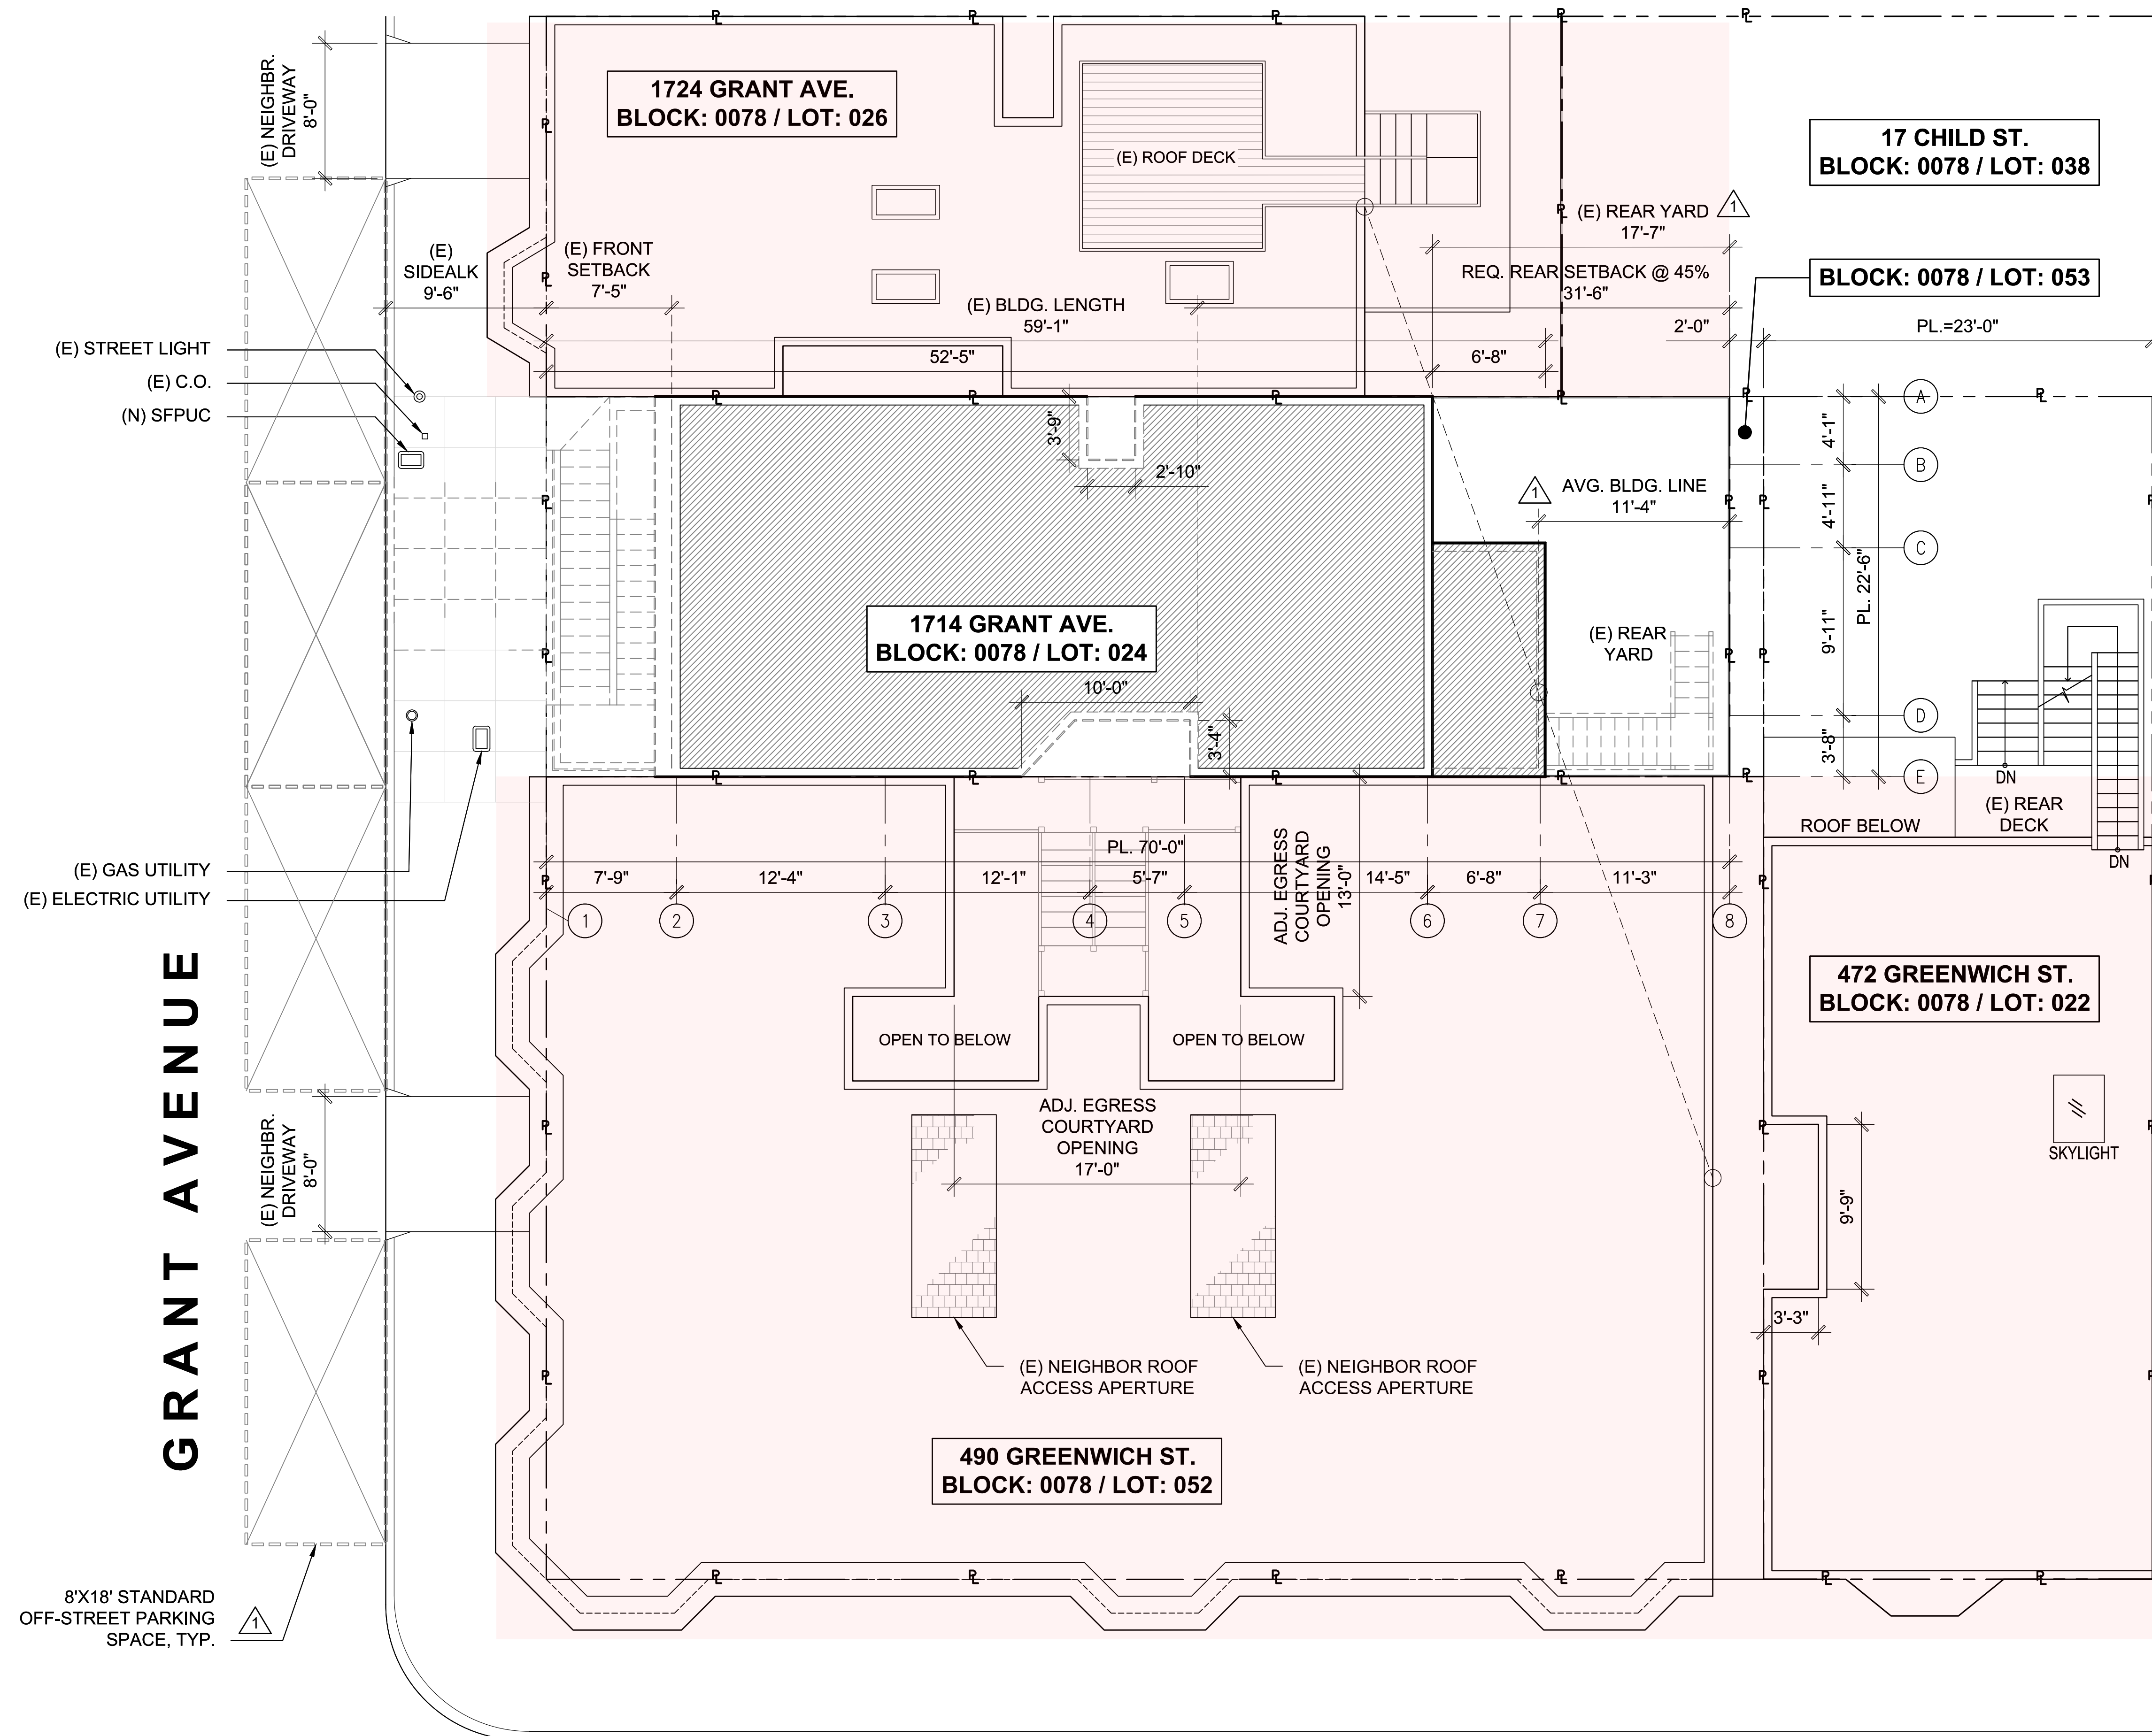 (E) NEIGHBR.
DRIVEWAY
8'-0"
1724 GRANT AVE.
BLOCK: 0078 / LOT: 026
(E) ROOF DECK
17 CHILD ST.
BLOCK: 0078 / LOT: 038
(E) REAR YARD
17'-7"
1
(E)
SIDEALK
9'-6"
(E) FRONT
SETBACK
7'-5"
REQ. REAR SETBACK @ 45%
31'-6"
BLOCK: 0078 / LOT: 053
(E) BLDG. LENGTH
59'-1"
2'-0"
PL.=23'-0"
52'-5"
6'-8"
(E) STREET LIGHT
(E) C.O.
(N) SFPUC
3'-9"
2'-10"
1
AVG. BLDG. LINE
11'-4"
A
B
C
D
E
4'-1"
4'-11"
9'-11"
3'-8"
PL. 22'-6"
1714 GRANT AVE.
BLOCK: 0078 / LOT: 024
10'-0"
3'-4"
(E) REAR
YARD
DN
(E) REAR
DECK
ROOF BELOW
DN
(E) GAS UTILITY
(E) ELECTRIC UTILITY
PL. 70'-0"
7'-9"
12'-4"
12'-1"
5'-7"
14'-5"
6'-8"
11'-3"
ADJ. EGRESS
COURTYARD
OPENING
13'-0"
1
2
3
4
5
6
7
8
472 GREENWICH ST.
BLOCK: 0078 / LOT: 022
OPEN TO BELOW
OPEN TO BELOW
ADJ. EGRESS
COURTYARD
OPENING
17'-0"
SKYLIGHT
GRANT AVENUE
(E) NEIGHBR.
DRIVEWAY
8'-0"
9'-9"
3'-3"
(E) NEIGHBOR ROOF
ACCESS APERTURE
(E) NEIGHBOR ROOF
ACCESS APERTURE
490 GREENWICH ST.
BLOCK: 0078 / LOT: 052
8'X18' STANDARD
OFF-STREET PARKING
SPACE, TYP.
1